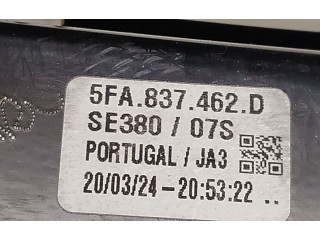 5FA.837.462.D
SE380 / 07S
PORTUGAL / JA3
20/03/24-20:53:22 ..